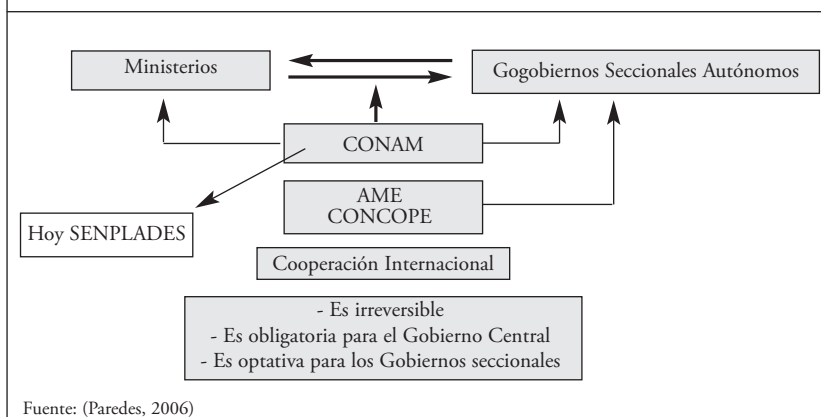 Ministerios
Gogobiernos Seccionales Autónomos
CONAM
AME
CONCOPE
Hoy SENPLADES
Cooperación Internacional
- Es irreversible
- Es obligatoria para el Gobierno Central
- Es optativa para los Gobiernos seccionales
Fuente: (Paredes, 2006)